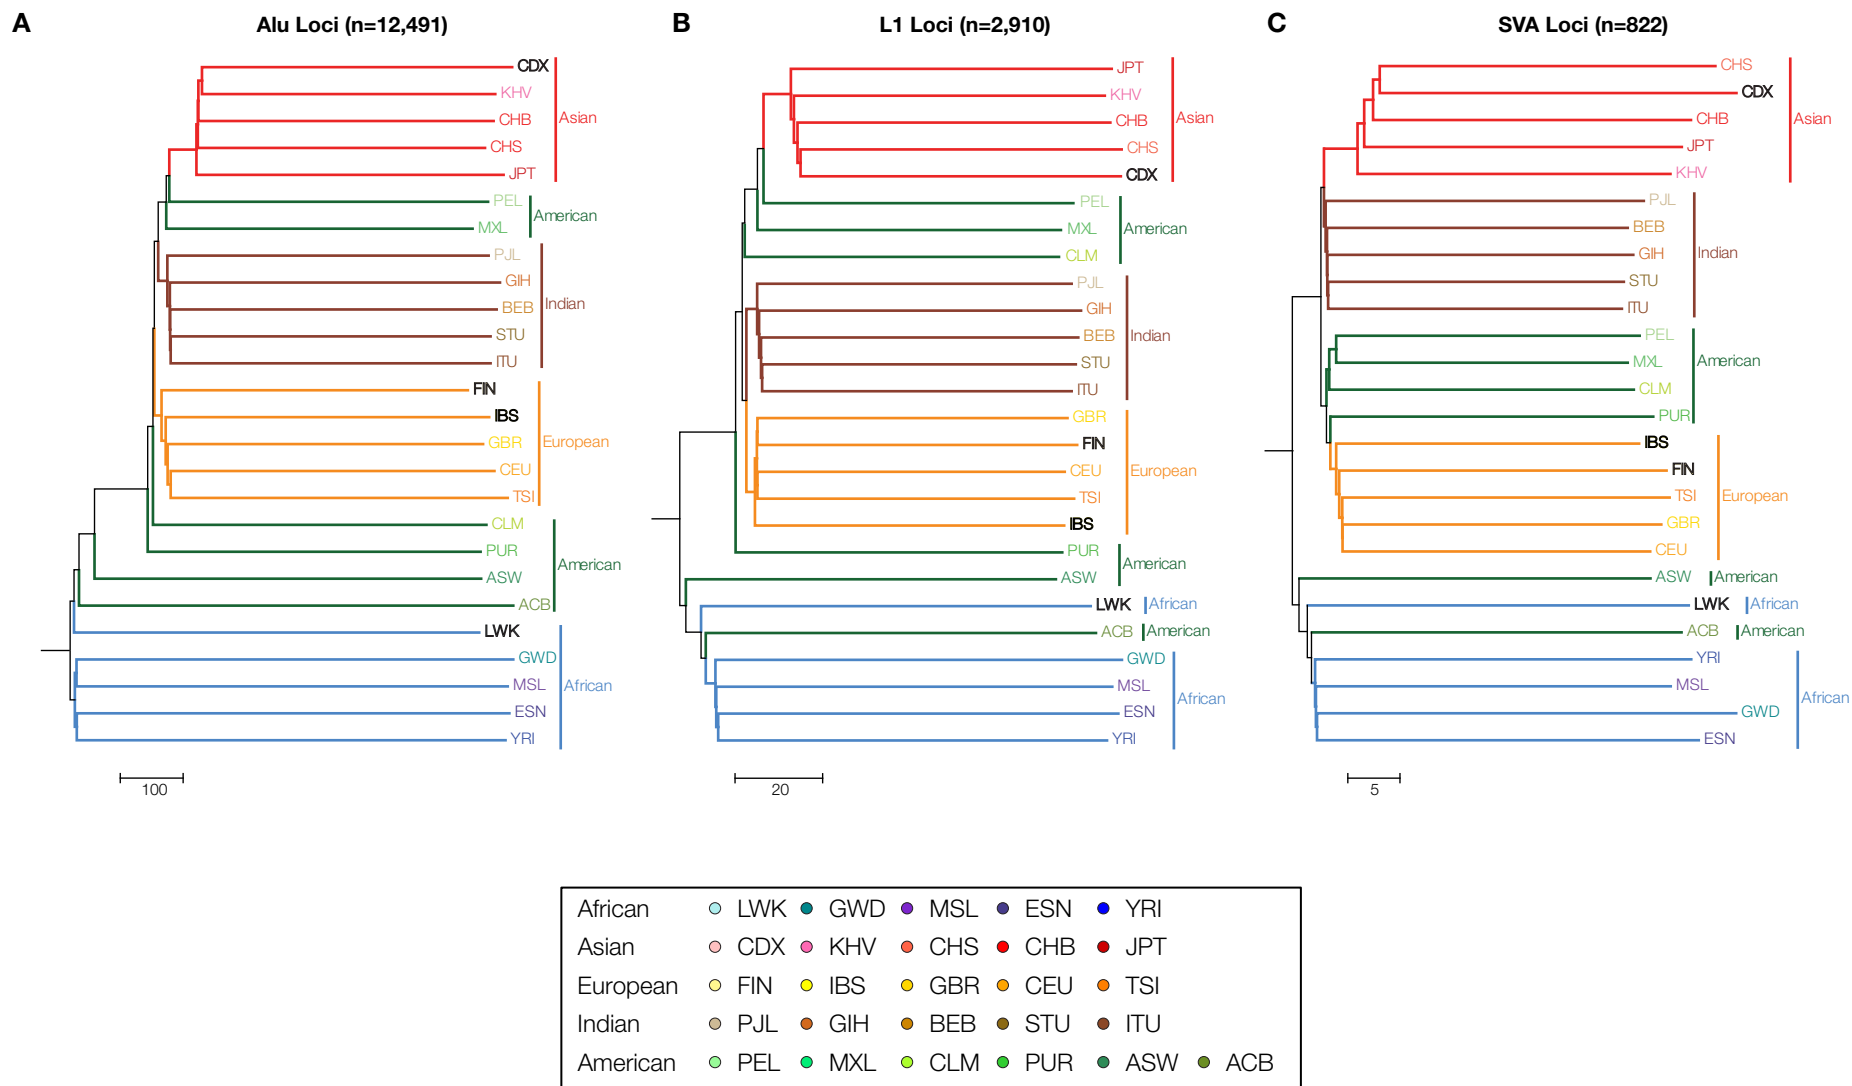 A
Alu Loci (n=12,491)
CDX
KHV
CHB
CHS
JPT
Asian
PEL
MXL
American
PJL
GIH
BEB
STU
ITU
Indian
FIN
IBS
GBR
CEU
TSI
European
CLM
PUR
ASW
ACB
American
LWK
GWD
MSL
ESN
YRI
African
100
B
L1 Loci (n=2,910)
JPT
KHV
CHB
CHS
CDX
Asian
PEL
MXL
CLM
American
PJL
GIH
BEB
STU
ITU
Indian
GBR
FIN
CEU
TSI
IBS
European
PUR
ASW
American
LWK
African
ACB
American
GWD
MSL
ESN
YRI
African
20
C
SVA Loci (n=822)
CHS
CDX
CHB
JPT
KHV
Asian
PJL
BEB
GIH
STU
ITU
Indian
PEL
MXL
CLM
PUR
American
IBS
FIN
TSI
GBR
CEU
European
ASW
American
LWK
African
ACB
American
YRI
MSL
GWD
ESN
African
5
African LWK GWD MSL ESN YRI
Asian CDX KHV CHS CHB JPT
European FIN IBS GBR CEU TSI
Indian PJL GIH BEB STU ITU
American PEL MXL CLM PUR ASW ACB